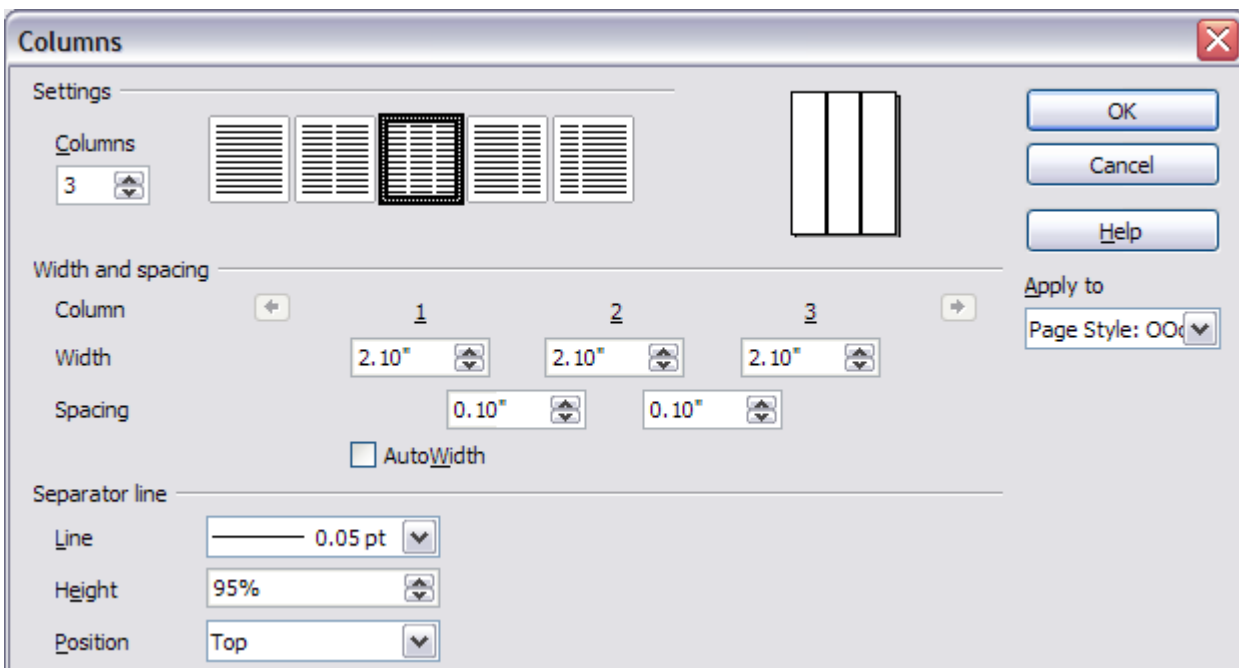 Columns
Settings
Columns
3
OK
Cancel
Help
Width and spacing
Column 1 2 3
Width 2.10" 2.10" 2.10"
Spacing 0.10" 0.10"
AutoWidth
Apply to
Page Style:
Separator line
Line 0.05 pt
Height 95%
Position Top